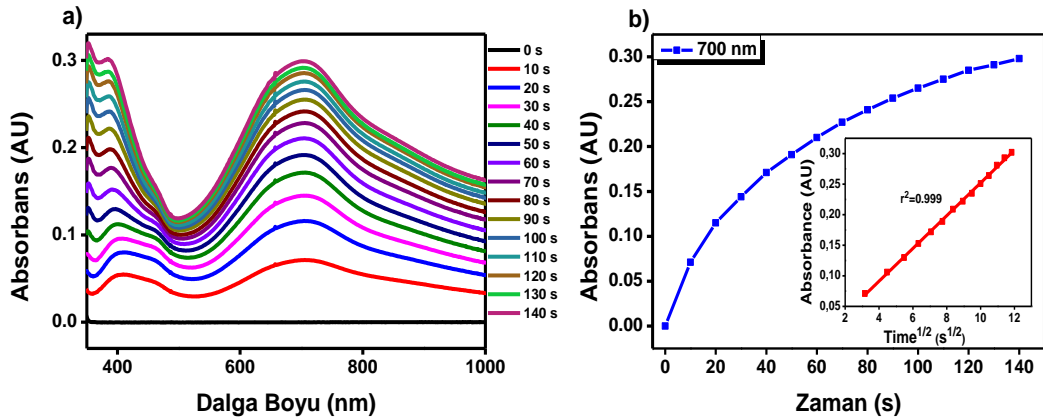 a)
Absorbans (AU)
0.3
0.2
0.1
0.0
400
600
800
1000
Dalga Boyu (nm)
0 s
10 s
20 s
30 s
40 s
50 s
60 s
70 s
80 s
90 s
100 s
110 s
120 s
130 s
140 s
b)
Absorbans (AU)
0.30
0.25
0.20
0.15
0.10
0.05
0.00
0
20
40
60
80
100
120
140
Zaman (s)
700 nm
Absorbance (AU)
0,30
0,25
0,20
0,15
0,10
0,05
r²=0.999
2
4
6
8
10
12
Time^1/2 (s^1/2)